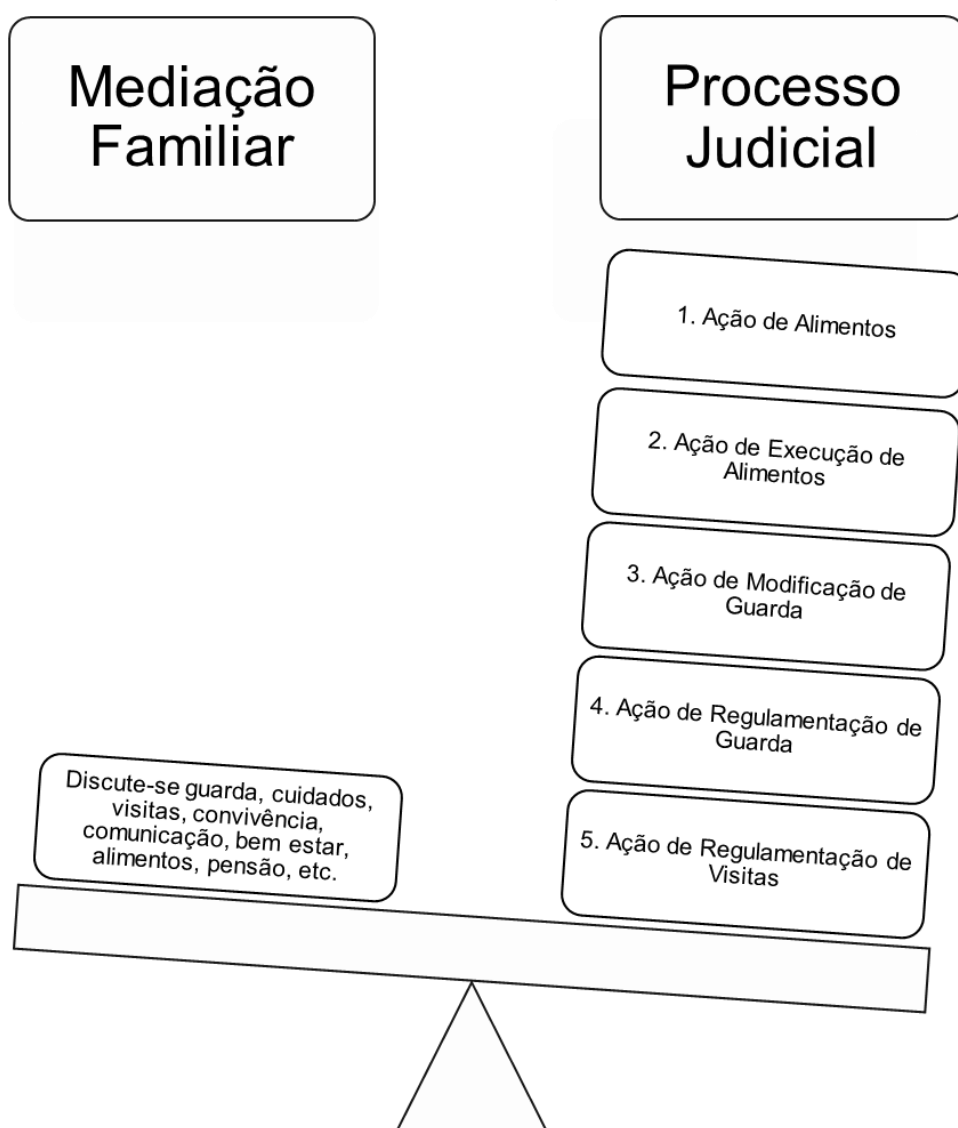 Mediação
Familiar
Processo
Judicial
1. Ação de Alimentos
2. Ação de Execução de
Alimentos
3. Ação de Modificação de
Guarda
4. Ação de Regulamentação de
Guarda
5. Ação de Regulamentação de
Visitas
Discute-se guarda, cuidados,
visitas, convivência,
comunicação, bem estar,
alimentos, pensão, etc.